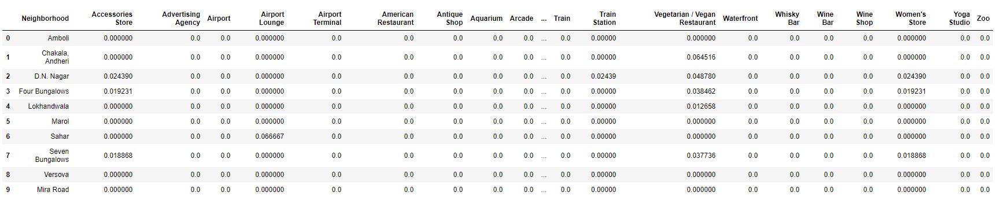 Neighborhood Accessories Store Advertising Agency Airport Airport Lounge Airport Terminal American Restaurant Antique Shop Aquarium Arcade ... Train Train Station Vegetarian / Vegan Restaurant Waterfront Whisky Bar Wine Bar Wine Shop Women's Store Yoga Studio Zoo
0 Amboli 0.000000 0.0 0.0 0.000000 0.0 0.0 0.0 0.0 0.0 ... 0.0 0.00000 0.000000 0.0 0.0 0.0 0.0 0.000000 0.0 0.0
1 Chakala, Andheri 0.000000 0.0 0.0 0.000000 0.0 0.0 0.0 0.0 0.0 ... 0.0 0.00000 0.064516 0.0 0.0 0.0 0.0 0.000000 0.0 0.0
2 D.N. Nagar 0.024390 0.0 0.0 0.000000 0.0 0.0 0.0 0.0 0.0 ... 0.0 0.02439 0.048780 0.0 0.0 0.0 0.0 0.024390 0.0 0.0
3 Four Bungalows 0.019231 0.0 0.0 0.000000 0.0 0.0 0.0 0.0 0.0 ... 0.0 0.00000 0.038462 0.0 0.0 0.0 0.0 0.019231 0.0 0.0
4 Lokhandwala 0.000000 0.0 0.0 0.000000 0.0 0.0 0.0 0.0 0.0 ... 0.0 0.00000 0.012658 0.0 0.0 0.0 0.0 0.000000 0.0 0.0
5 Marol 0.000000 0.0 0.0 0.000000 0.0 0.0 0.0 0.0 0.0 ... 0.0 0.00000 0.000000 0.0 0.0 0.0 0.0 0.000000 0.0 0.0
6 Sahar 0.000000 0.0 0.0 0.066667 0.0 0.0 0.0 0.0 0.0 ... 0.0 0.00000 0.000000 0.0 0.0 0.0 0.0 0.000000 0.0 0.0
7 Seven Bungalows 0.018868 0.0 0.0 0.000000 0.0 0.0 0.0 0.0 0.0 ... 0.0 0.00000 0.037736 0.0 0.0 0.0 0.0 0.018868 0.0 0.0
8 Versova 0.000000 0.0 0.0 0.000000 0.0 0.0 0.0 0.0 0.0 ... 0.0 0.00000 0.000000 0.0 0.0 0.0 0.0 0.000000 0.0 0.0
9 Mira Road 0.000000 0.0 0.0 0.000000 0.0 0.0 0.0 0.0 0.0 ... 0.0 0.00000 0.000000 0.0 0.0 0.0 0.0 0.000000 0.0 0.0